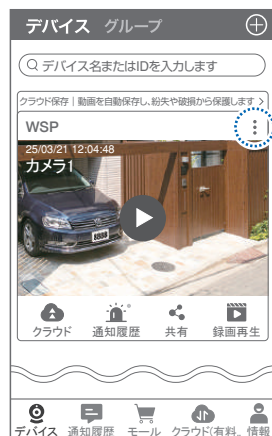 デバイス グループ
デバイス名またはIDを入力します
クラウド保存｜動画を自動保存し、紛失や破損から保護します >
WSP
25/03/21 12:04:48
カメラ1
8888
クラウド 通知履歴 共有 録画再生
デバイス 通知履歴 モール クラウド(有料. 情報